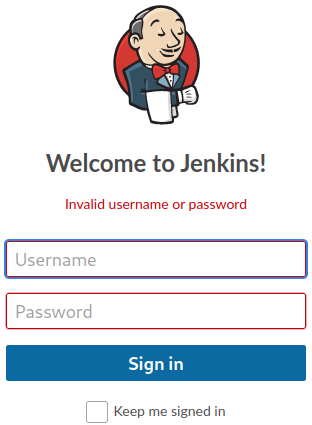 Welcome to Jenkins!
Invalid username or password
Username
Password
Sign in
Keep me signed in